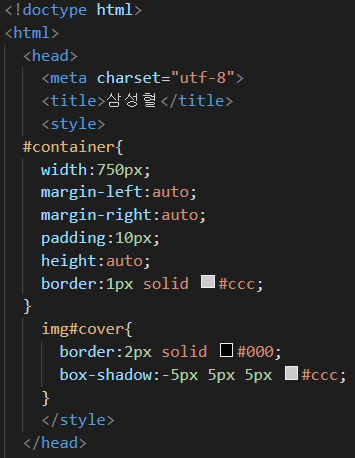 <!doctype html>
<html>
<head>
<meta charset="utf-8">
<title>삼성혈</title>
<style>
#container{
width:750px;
margin-left:auto;
margin-right:auto;
padding:10px;
height:auto;
border:1px solid #ccc;
}
img#cover{
border:2px solid #000;
box-shadow:-5px 5px 5px #ccc;
}
</style>
</head>